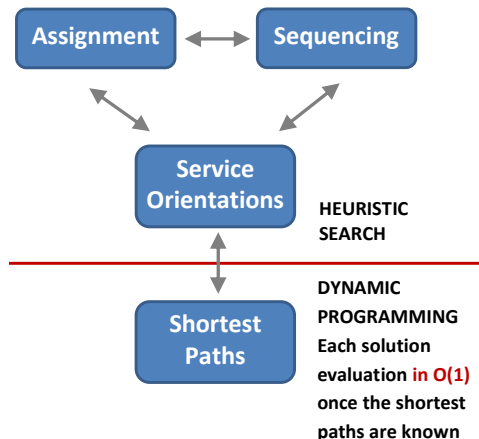 Assignment
Sequencing
Service
Orientations
HEURISTIC
SEARCH
Shortest
Paths
DYNAMIC
PROGRAMMING
Each solution
evaluation in O(1)
once the shortest
paths are known